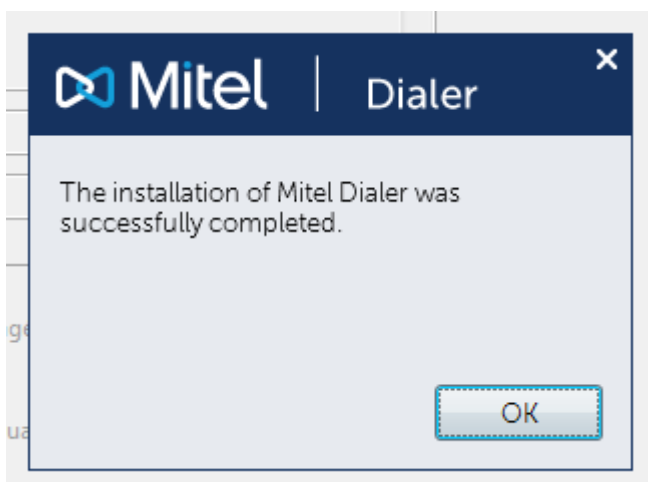 Mitel | Dialer
The installation of Mitel Dialer was
successfully completed.
OK